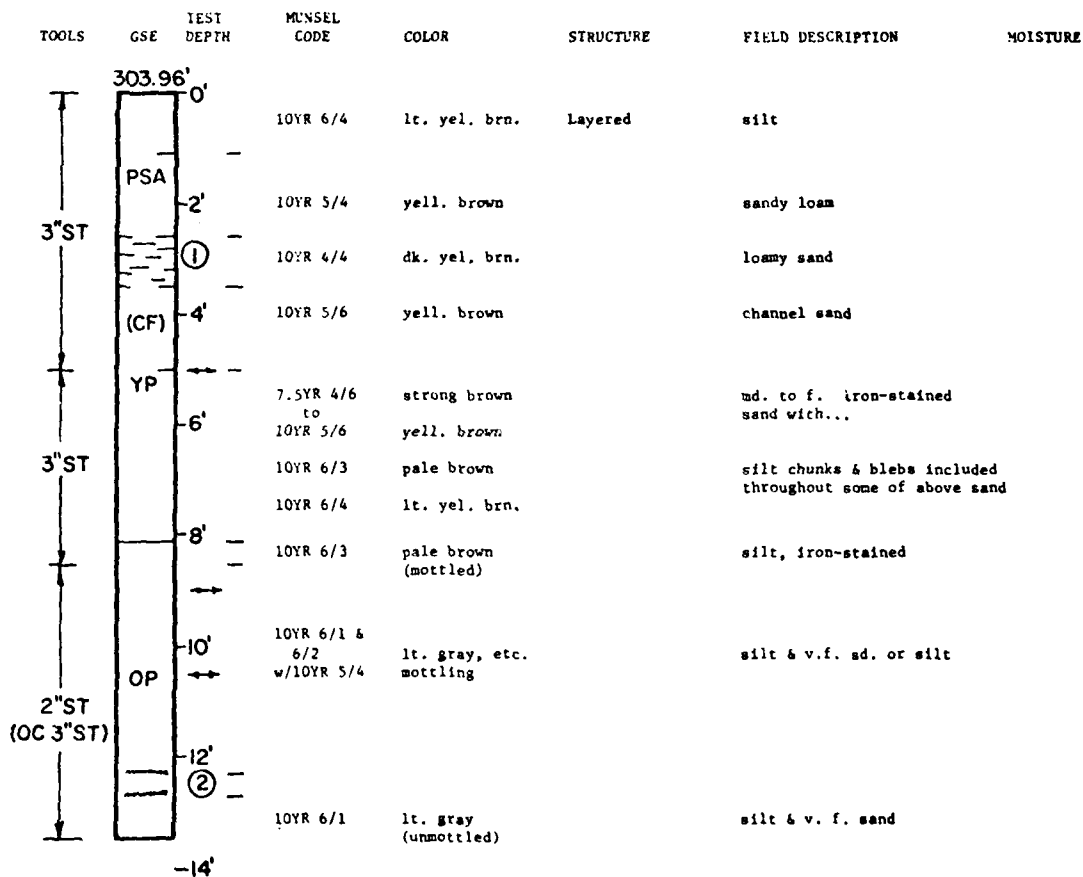 TEST MUNSEL
TOOLS GSE DEPTH CODE COLOR STRUCTURE FIELD DESCRIPTION MOISTURE
303.96'
0'
10YR 6/4 lt. yel. brn. Layered silt
PSA
2' 10YR 5/4 yell. brown sandy loam
3"ST
1 10YR 4/4 dk. yel. brn. loamy sand
(CF) 4' 10YR 5/6 yell. brown channel sand
YP
7.5YR 4/6 strong brown md. to f. iron-stained
to sand with...
6' 10YR 5/6 yell. brown
3"ST 10YR 6/3 pale brown silt chunks & blebs included
throughout some of above sand
10YR 6/4 lt. yel. brn.
8'
10YR 6/3 pale brown silt, iron-stained
(mottled)
10YR 6/1 &
10' 6/2 lt. gray, etc. silt & v.f. sd. or silt
OP w/10YR 5/4 mottling
2"ST
(OC 3"ST)
12'
2
10YR 6/1 lt. gray silt & v. f. sand
(unmottled)
14'